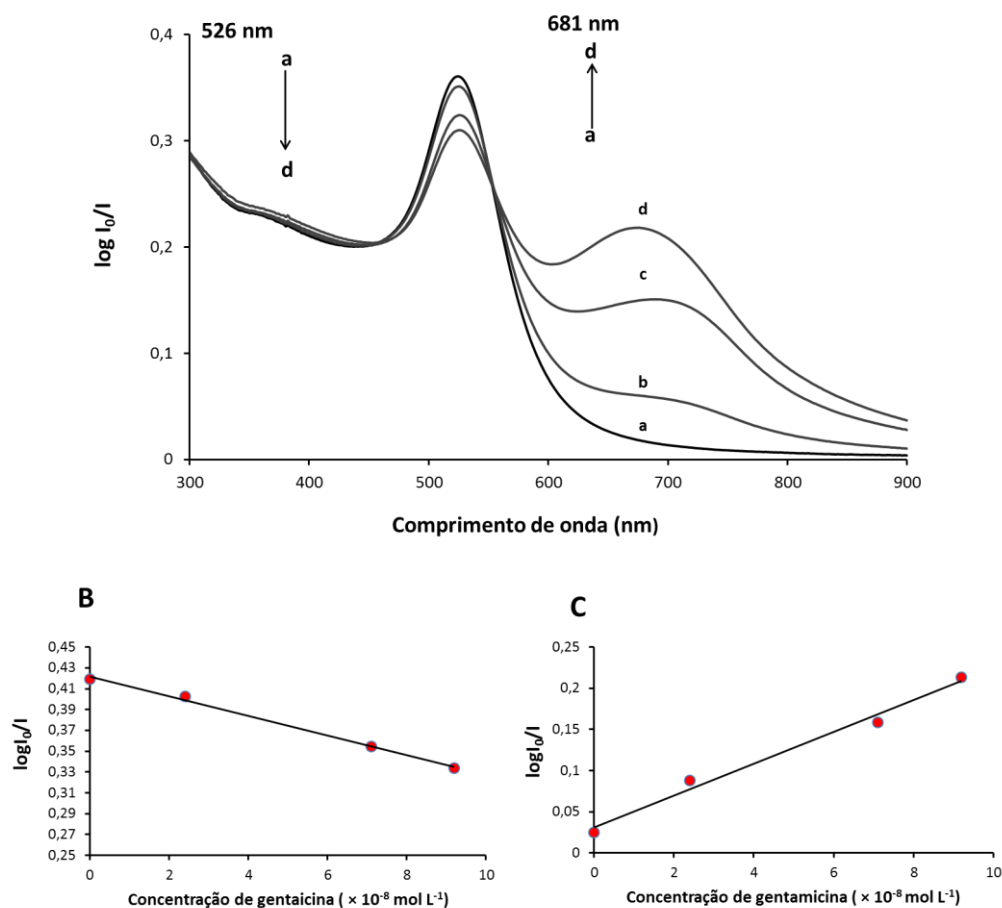 526 nm
a
d
681 nm
d
a
log I₀/I
0,4
0,3
0,2
0,1
0
d
c
b
a
300 400 500 600 700 800 900
Comprimento de onda (nm)
B
logI₀/I
0,45
0,43
0,41
0,39
0,37
0,35
0,33
0,31
0,29
0,27
0,25
0 2 4 6 8 10
Concentração de gentaicina ( × 10⁻⁸ mol L⁻¹)
C
logI₀/I
0,25
0,2
0,15
0,1
0,05
0
0 2 4 6 8 10
Concentração de gentamicina ( × 10⁻⁸ mol L⁻¹)